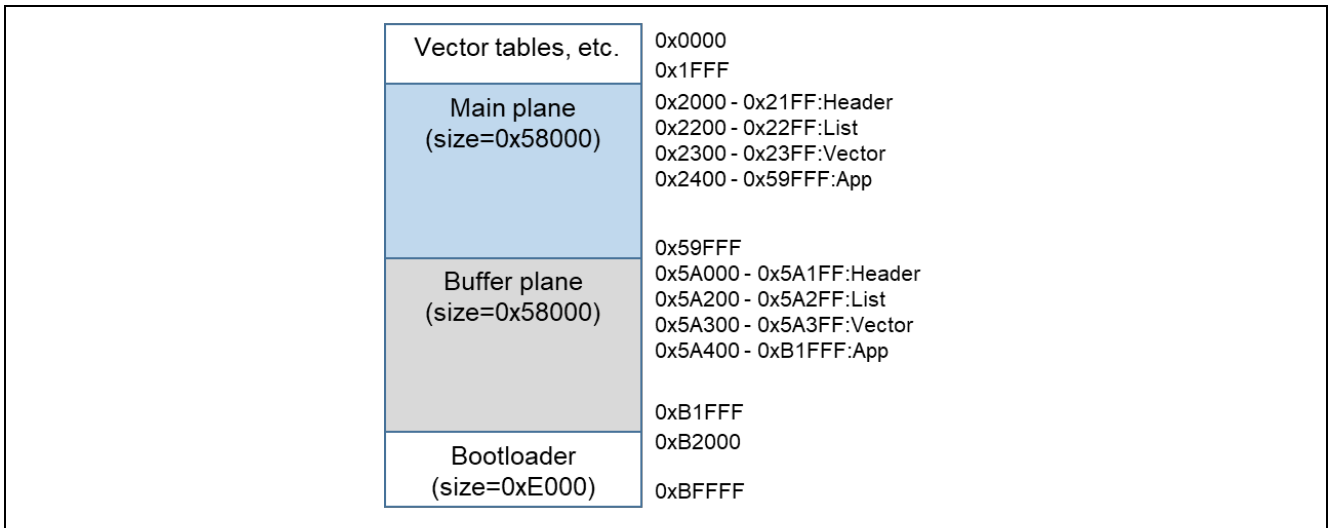 Vector tables, etc.
0x0000
0x1FFF
Main plane
(size=0x58000)
0x2000 - 0x21FF:Header
0x2200 - 0x22FF:List
0x2300 - 0x23FF:Vector
0x2400 - 0x59FFF:App
0x59FFF
Buffer plane
(size=0x58000)
0x5A000 - 0x5A1FF:Header
0x5A200 - 0x5A2FF:List
0x5A300 - 0x5A3FF:Vector
0x5A400 - 0xB1FFF:App
0xB1FFF
0xB2000
Bootloader
(size=0xE000)
0xBFFFF